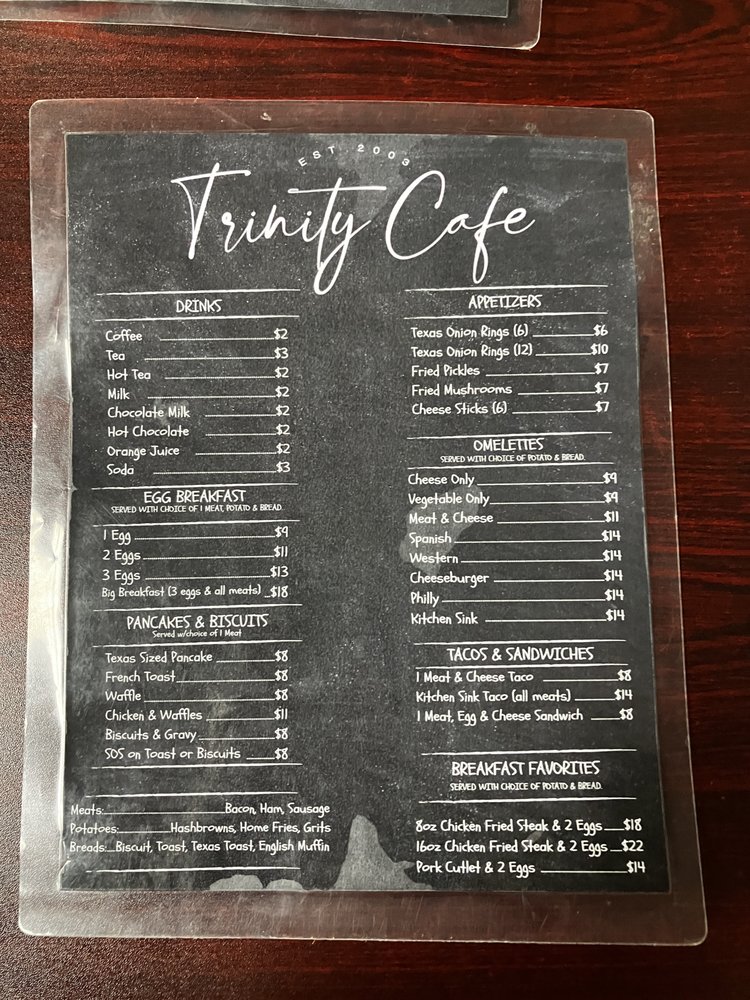 EST 2003
Trinity Cafe
DRINKS
Coffee $2
Tea $3
Hot Tea $2
Milk $2
Chocolate Milk $2
Hot Chocolate $2
Orange Juice $2
Soda $3
EGG BREAKFAST
SERVED WITH CHOICE OF 1 MEAT, POTATO & BREAD.
1 Egg $9
2 Eggs $11
3 Eggs $13
Big Breakfast (3 eggs & all meats) $18
PANCAKES & BISCUITS
Served w/choice of 1 Meat
Texas Sized Pancake $8
French Toast $8
Waffle $8
Chicken & Waffles $11
Biscuits & Gravy $8
SOS on Toast or Biscuits $8
Meats: Bacon, Ham, Sausage
Potatoes: Hashbrowns, Home Fries, Grits
Breads: Biscuit, Toast, Texas Toast, English Muffin
APPETIZERS
Texas Onion Rings (6) $6
Texas Onion Rings (12) $10
Fried Pickles $7
Fried Mushrooms $7
Cheese Sticks (6) $7
OMELETTES
SERVED WITH CHOICE OF POTATO & BREAD.
Cheese Only $9
Vegetable Only $9
Meat & Cheese $11
Spanish $14
Western $14
Cheeseburger $14
Philly $14
Kitchen Sink $14
TACOS & SANDWICHES
1 Meat & Cheese Taco $8
Kitchen Sink Taco (all meats) $14
1 Meat, Egg & Cheese Sandwich $8
BREAKFAST FAVORITES
SERVED WITH CHOICE OF POTATO & BREAD.
8oz Chicken Fried Steak & 2 Eggs $18
16oz Chicken Fried Steak & 2 Eggs $22
Pork Cutlet & 2 Eggs $14